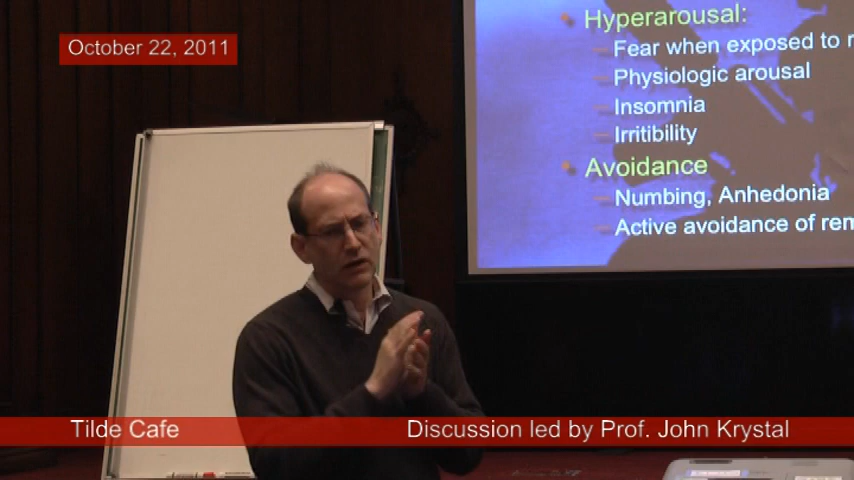 October 22, 2011
Hyperarousal:
Fear when exposed to
Physiologic arousal
Insomnia
Irritibility
Avoidance
Numbing, Anhedonia
Active avoidance of
Tilde Cafe
Discussion led by Prof. John Krystal